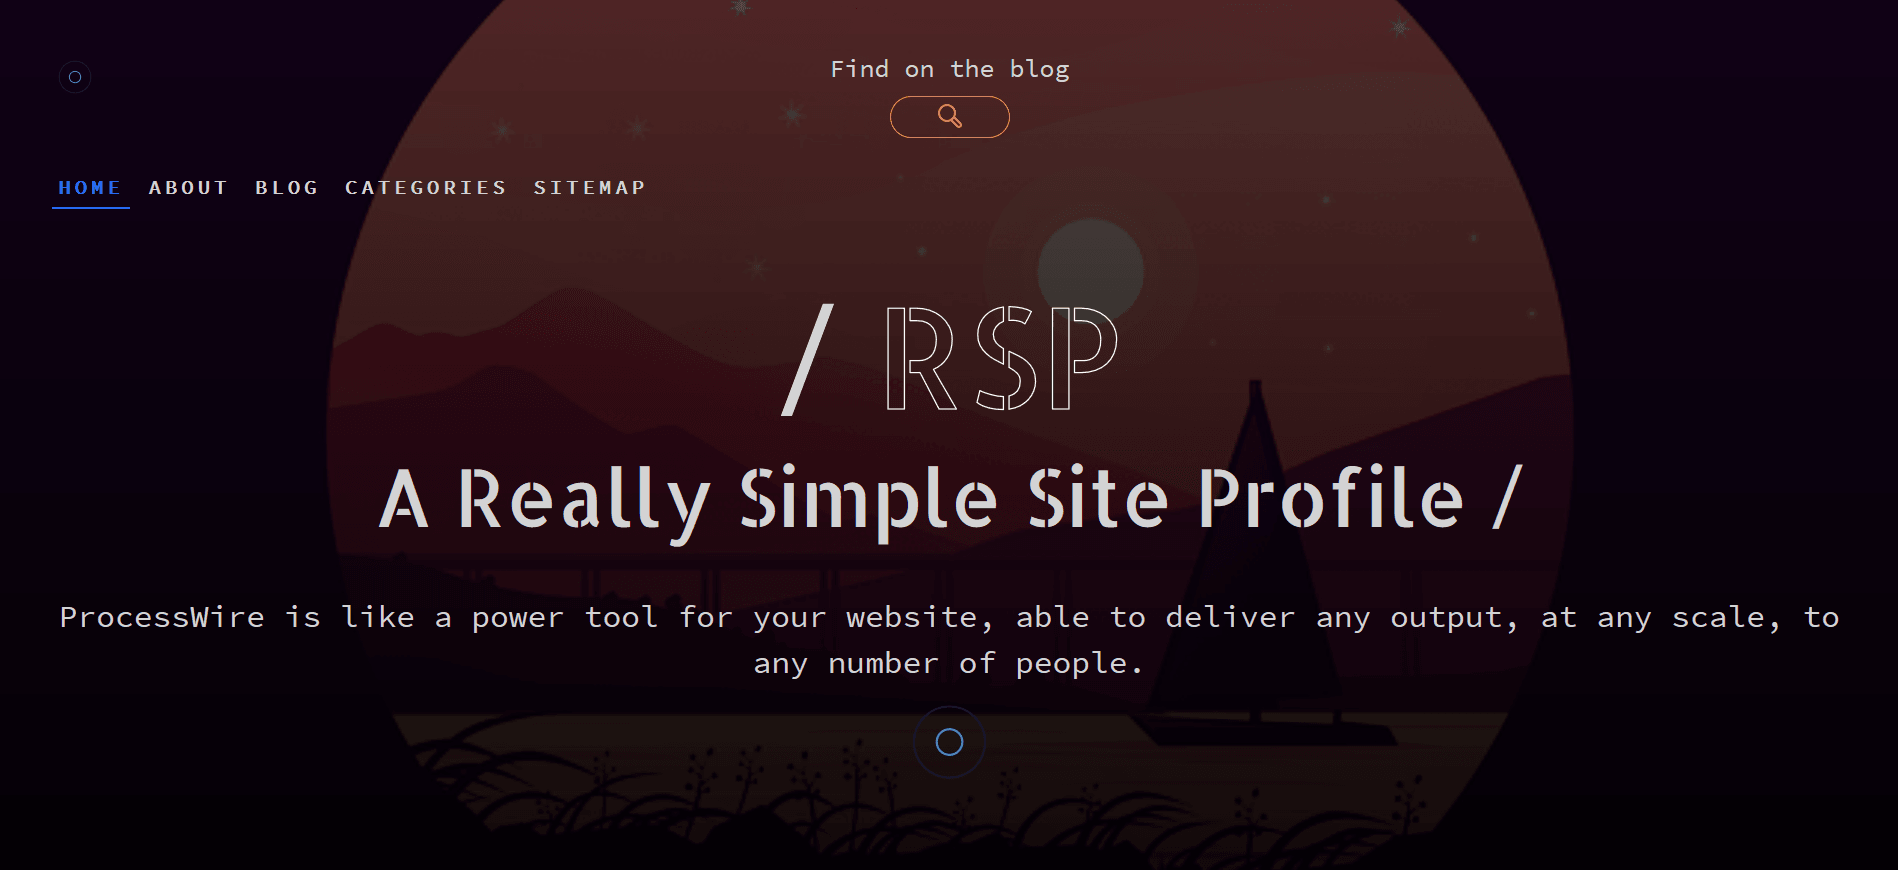 Find on the blog
HOME ABOUT BLOG CATEGORIES SITEMAP
/ RSP
A Really Simple Site Profile /
ProcessWire is like a power tool for your website, able to deliver any output, at any scale, to
any number of people.